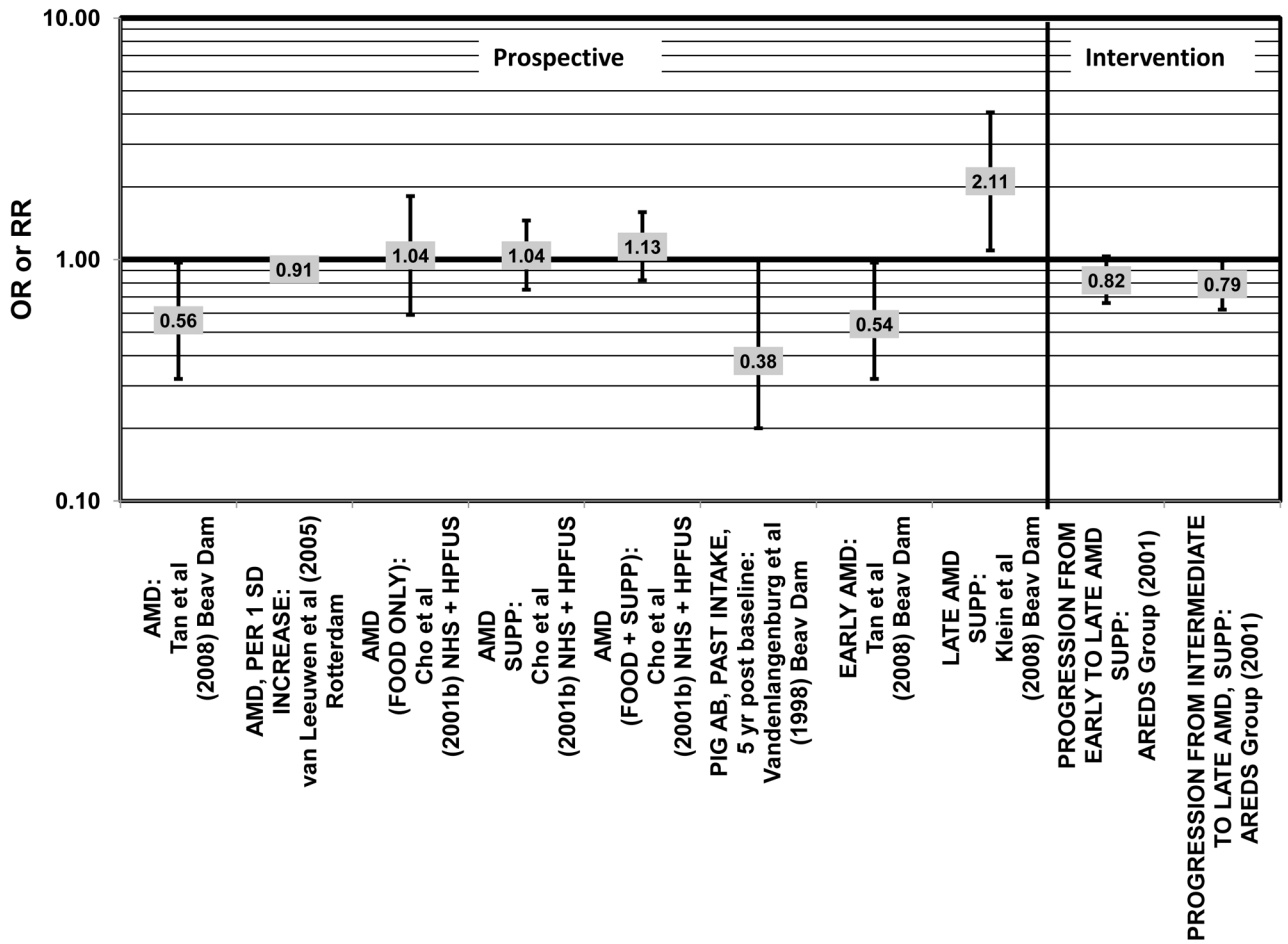 10.00
1.00
0.10
OR or RR
Prospective
Intervention
0.56
0.91
1.04
1.04
1.13
0.38
0.54
2.11
0.82
0.79
AMD:
Tan et al
(2008) Beav Dam
AMD, PER 1 SD
INCREASE:
van Leeuwen et al (2005)
Rotterdam
AMD
(FOOD ONLY):
Cho et al
(2001b) NHS + HPFUS
AMD
SUPP:
Cho et al
(2001b) NHS + HPFUS
AMD
(FOOD + SUPP):
Cho et al
(2001b) NHS + HPFUS
PIG AB, PAST INTAKE,
5 yr post baseline:
Vandenlangenburg et al
(1998) Beav Dam
EARLY AMD:
Tan et al
(2008) Beav Dam
LATE AMD
SUPP:
Klein et al
(2008) Beav Dam
PROGRESSION FROM
EARLY TO LATE AMD
SUPP:
AREDS Group (2001)
PROGRESSION FROM INTERMEDIATE
TO LATE AMD, SUPP:
AREDS Group (2001)